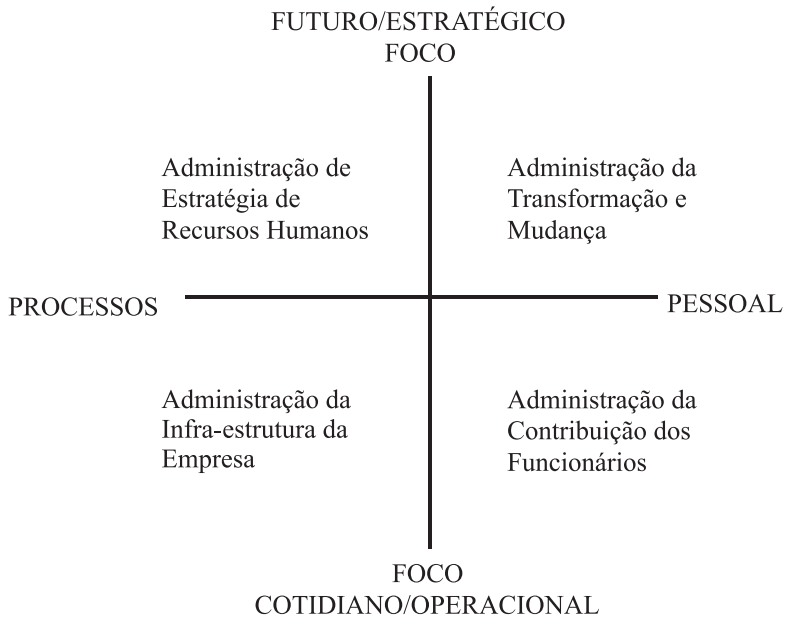 FUTURO/ESTRATÉGICO
FOCO
Administração de
Estratégia de
Recursos Humanos
Administração da
Transformação e
Mudança
PROCESSOS
PESSOAL
Administração da
Infra-estrutura da
Empresa
Administração da
Contribuição dos
Funcionários
FOCO
COTIDIANO/OPERACIONAL